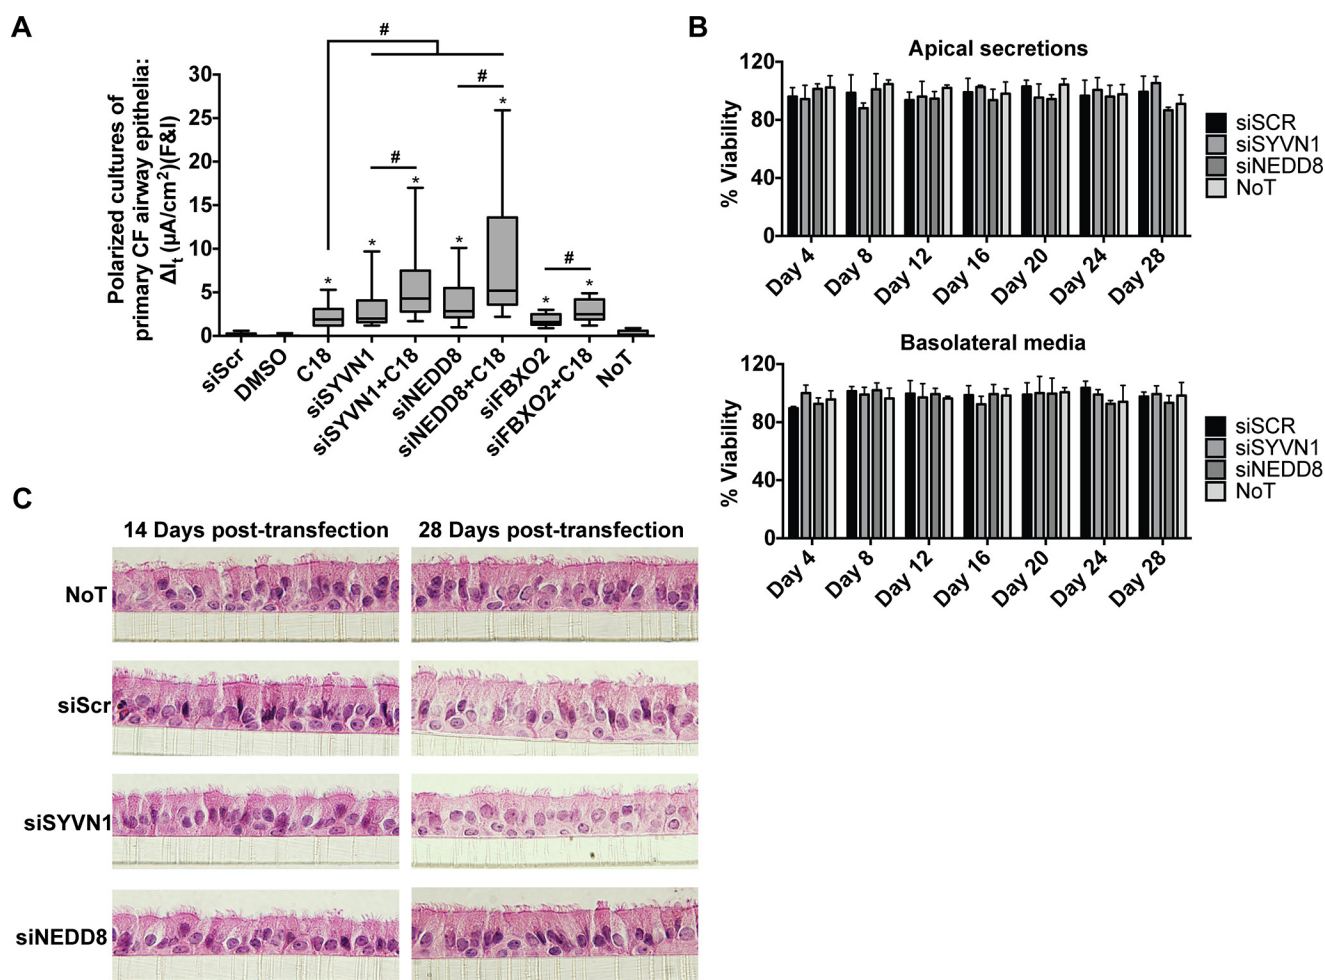 A
#
#
*
#
*
*
*
*
#
*
*
Polarized cultures of
primary CF airway epithelia:
ΔIt (µA/cm²)(F&I)
30
25
20
15
10
5
0
siScr
DMSO
C18
siSYVN1
siSYVN1+C18
siNEDD8
siNEDD8+C18
siFBXO2
siFBXO2+C18
NoT
B
Apical secretions
% Viability
120
80
40
0
Day 4
Day 8
Day 12
Day 16
Day 20
Day 24
Day 28
siSCR
siSYVN1
siNEDD8
NoT
Basolateral media
% Viability
120
80
40
0
Day 4
Day 8
Day 12
Day 16
Day 20
Day 24
Day 28
siSCR
siSYVN1
siNEDD8
NoT
C
14 Days post-transfection
28 Days post-transfection
NoT
siScr
siSYVN1
siNEDD8